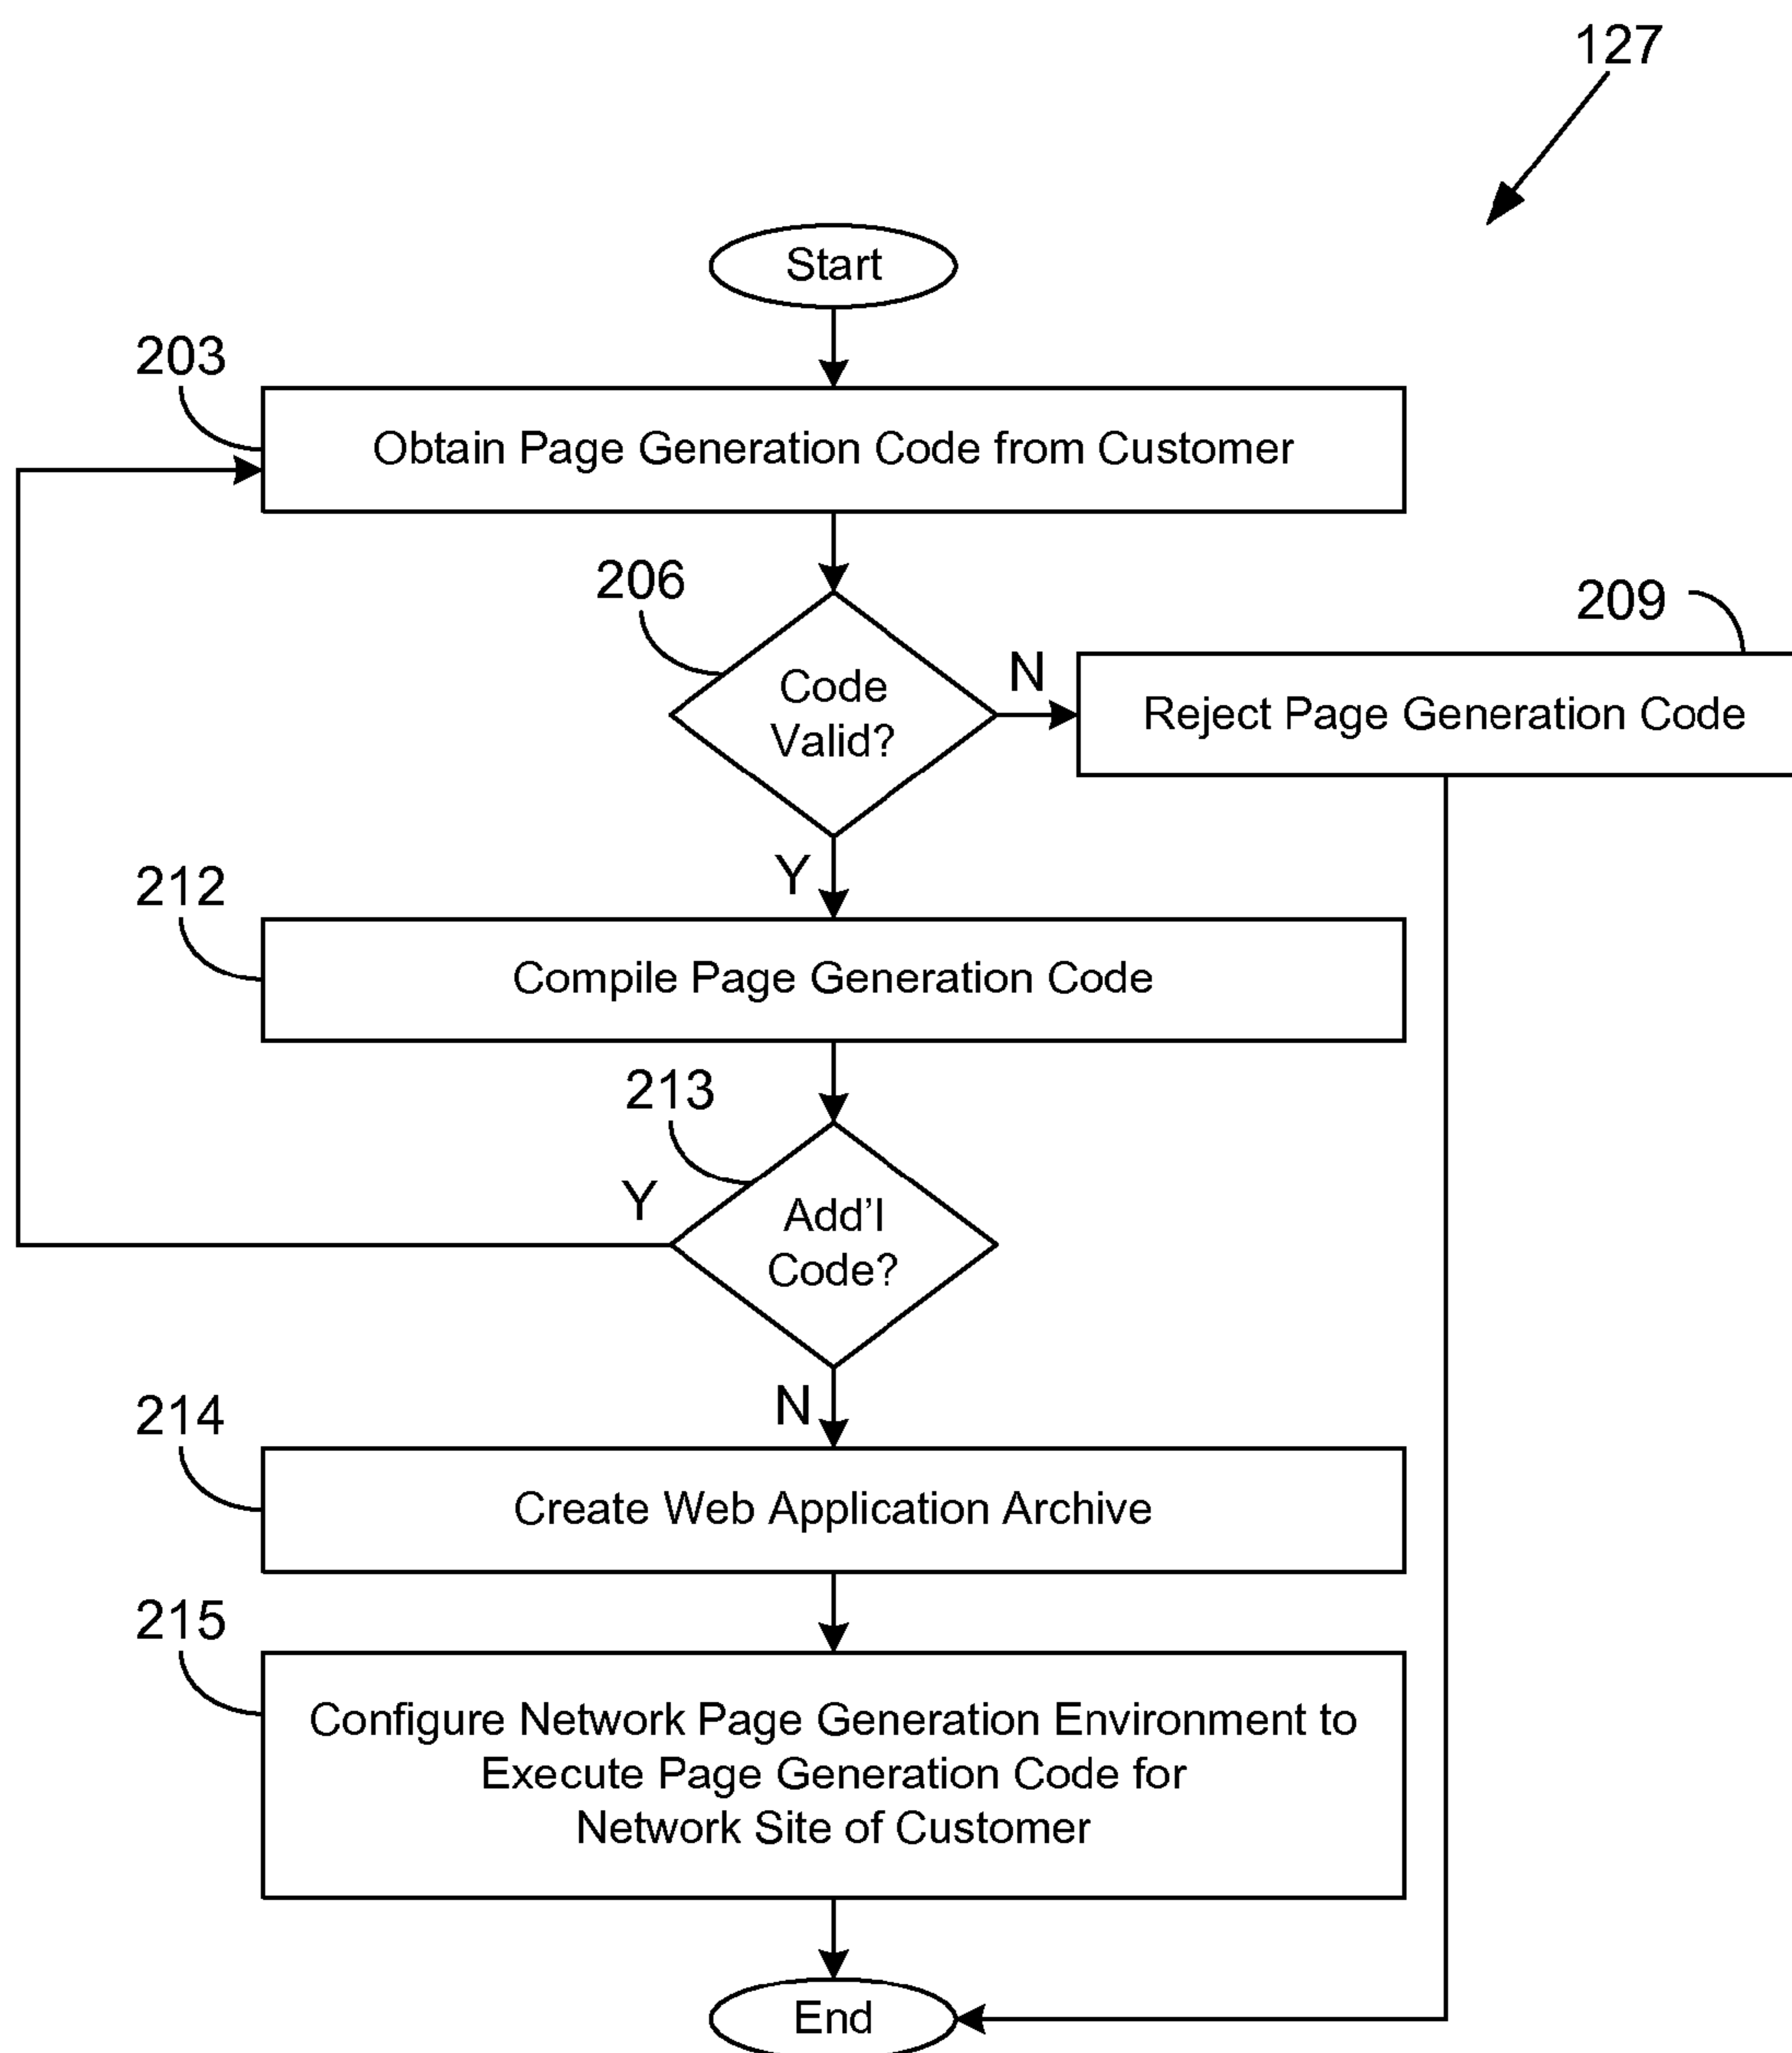 127
Start
203
Obtain Page Generation Code from Customer
206
Code
Valid?
N
209
Reject Page Generation Code
Y
212
Compile Page Generation Code
213
Add'l
Code?
Y
N
214
Create Web Application Archive
215
Configure Network Page Generation Environment to
Execute Page Generation Code for
Network Site of Customer
End